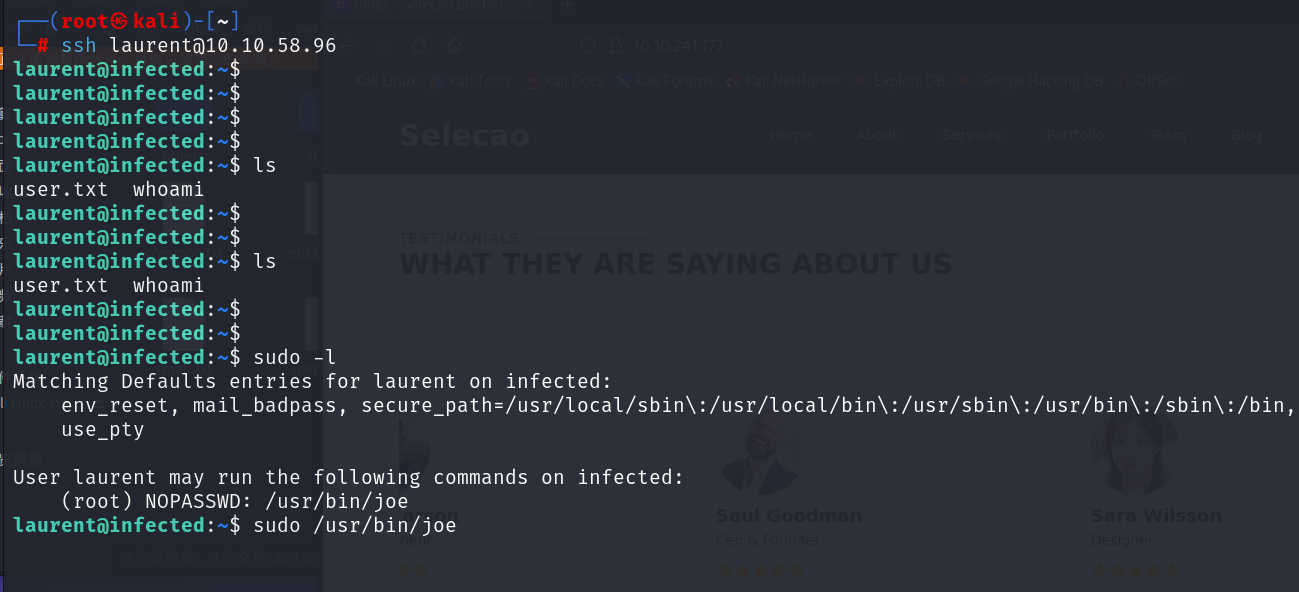 ┌──(root㉿kali)-[~]
└─# ssh laurent@10.10.58.96
laurent@infected:~$
laurent@infected:~$
laurent@infected:~$
laurent@infected:~$
laurent@infected:~$ ls
user.txt  whoami
laurent@infected:~$
laurent@infected:~$
laurent@infected:~$ ls
user.txt  whoami
laurent@infected:~$
laurent@infected:~$
laurent@infected:~$ sudo -l
Matching Defaults entries for laurent on infected:
    env_reset, mail_badpass, secure_path=/usr/local/sbin\:/usr/local/bin\:/usr/sbin\:/usr/bin\:/sbin\:/bin,
    use_pty
User laurent may run the following commands on infected:
    (root) NOPASSWD: /usr/bin/joe
laurent@infected:~$ sudo /usr/bin/joe
Index - Selecao Bootstr
10.10.241.177
Kali Linux Kali Tools Kali Docs Kali Forums Kali NetHunter Exploit-DB Google Hacking DB OffSec
Selecao Home About Services Portfolio Team Blog
TESTIMONIALS
WHAT THEY ARE SAYING ABOUT US
Saul Goodman
Ceo & Founder
Sara Wilsson
Designer